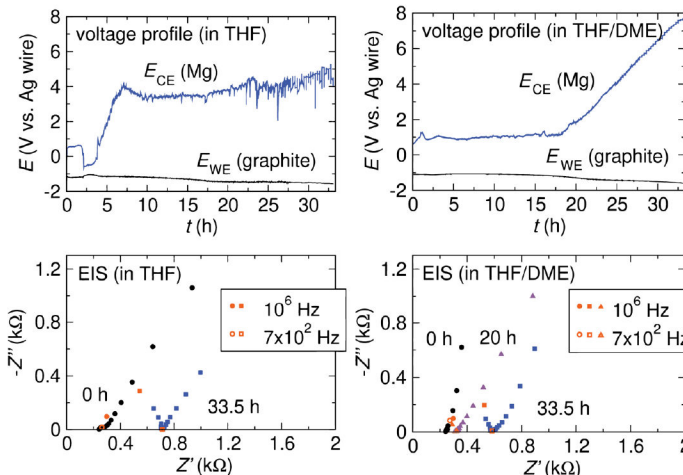 voltage profile (in THF)
E_CE (Mg)
E_WE (graphite)
E (V vs. Ag wire)
8
6
4
2
0
-2
0 5 10 15 20 25 30
t (h)
voltage profile (in THF/DME)
E_CE (Mg)
E_WE (graphite)
E (V vs. Ag wire)
8
6
4
2
0
-2
0 5 10 15 20 25 30
t (h)
EIS (in THF)
10^6 Hz
7x10^2 Hz
0 h
33.5 h
-Z'' (kΩ)
1.2
0.8
0.4
0
0 0.4 0.8 1.2 1.6 2
Z' (kΩ)
EIS (in THF/DME)
10^6 Hz
7x10^2 Hz
0 h
20 h
33.5 h
-Z'' (kΩ)
1.2
0.8
0.4
0
0 0.4 0.8 1.2 1.6 2
Z' (kΩ)